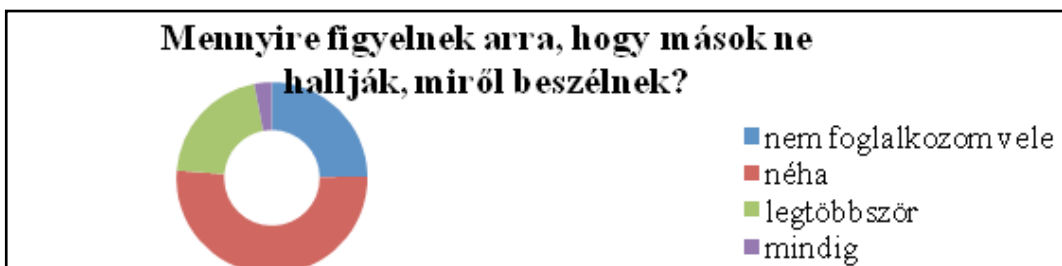 Mennyire figyelnek arra, hogy mások ne
hallják, miről beszélnek?
nem foglalkozom vele
néha
legtöbbször
mindig